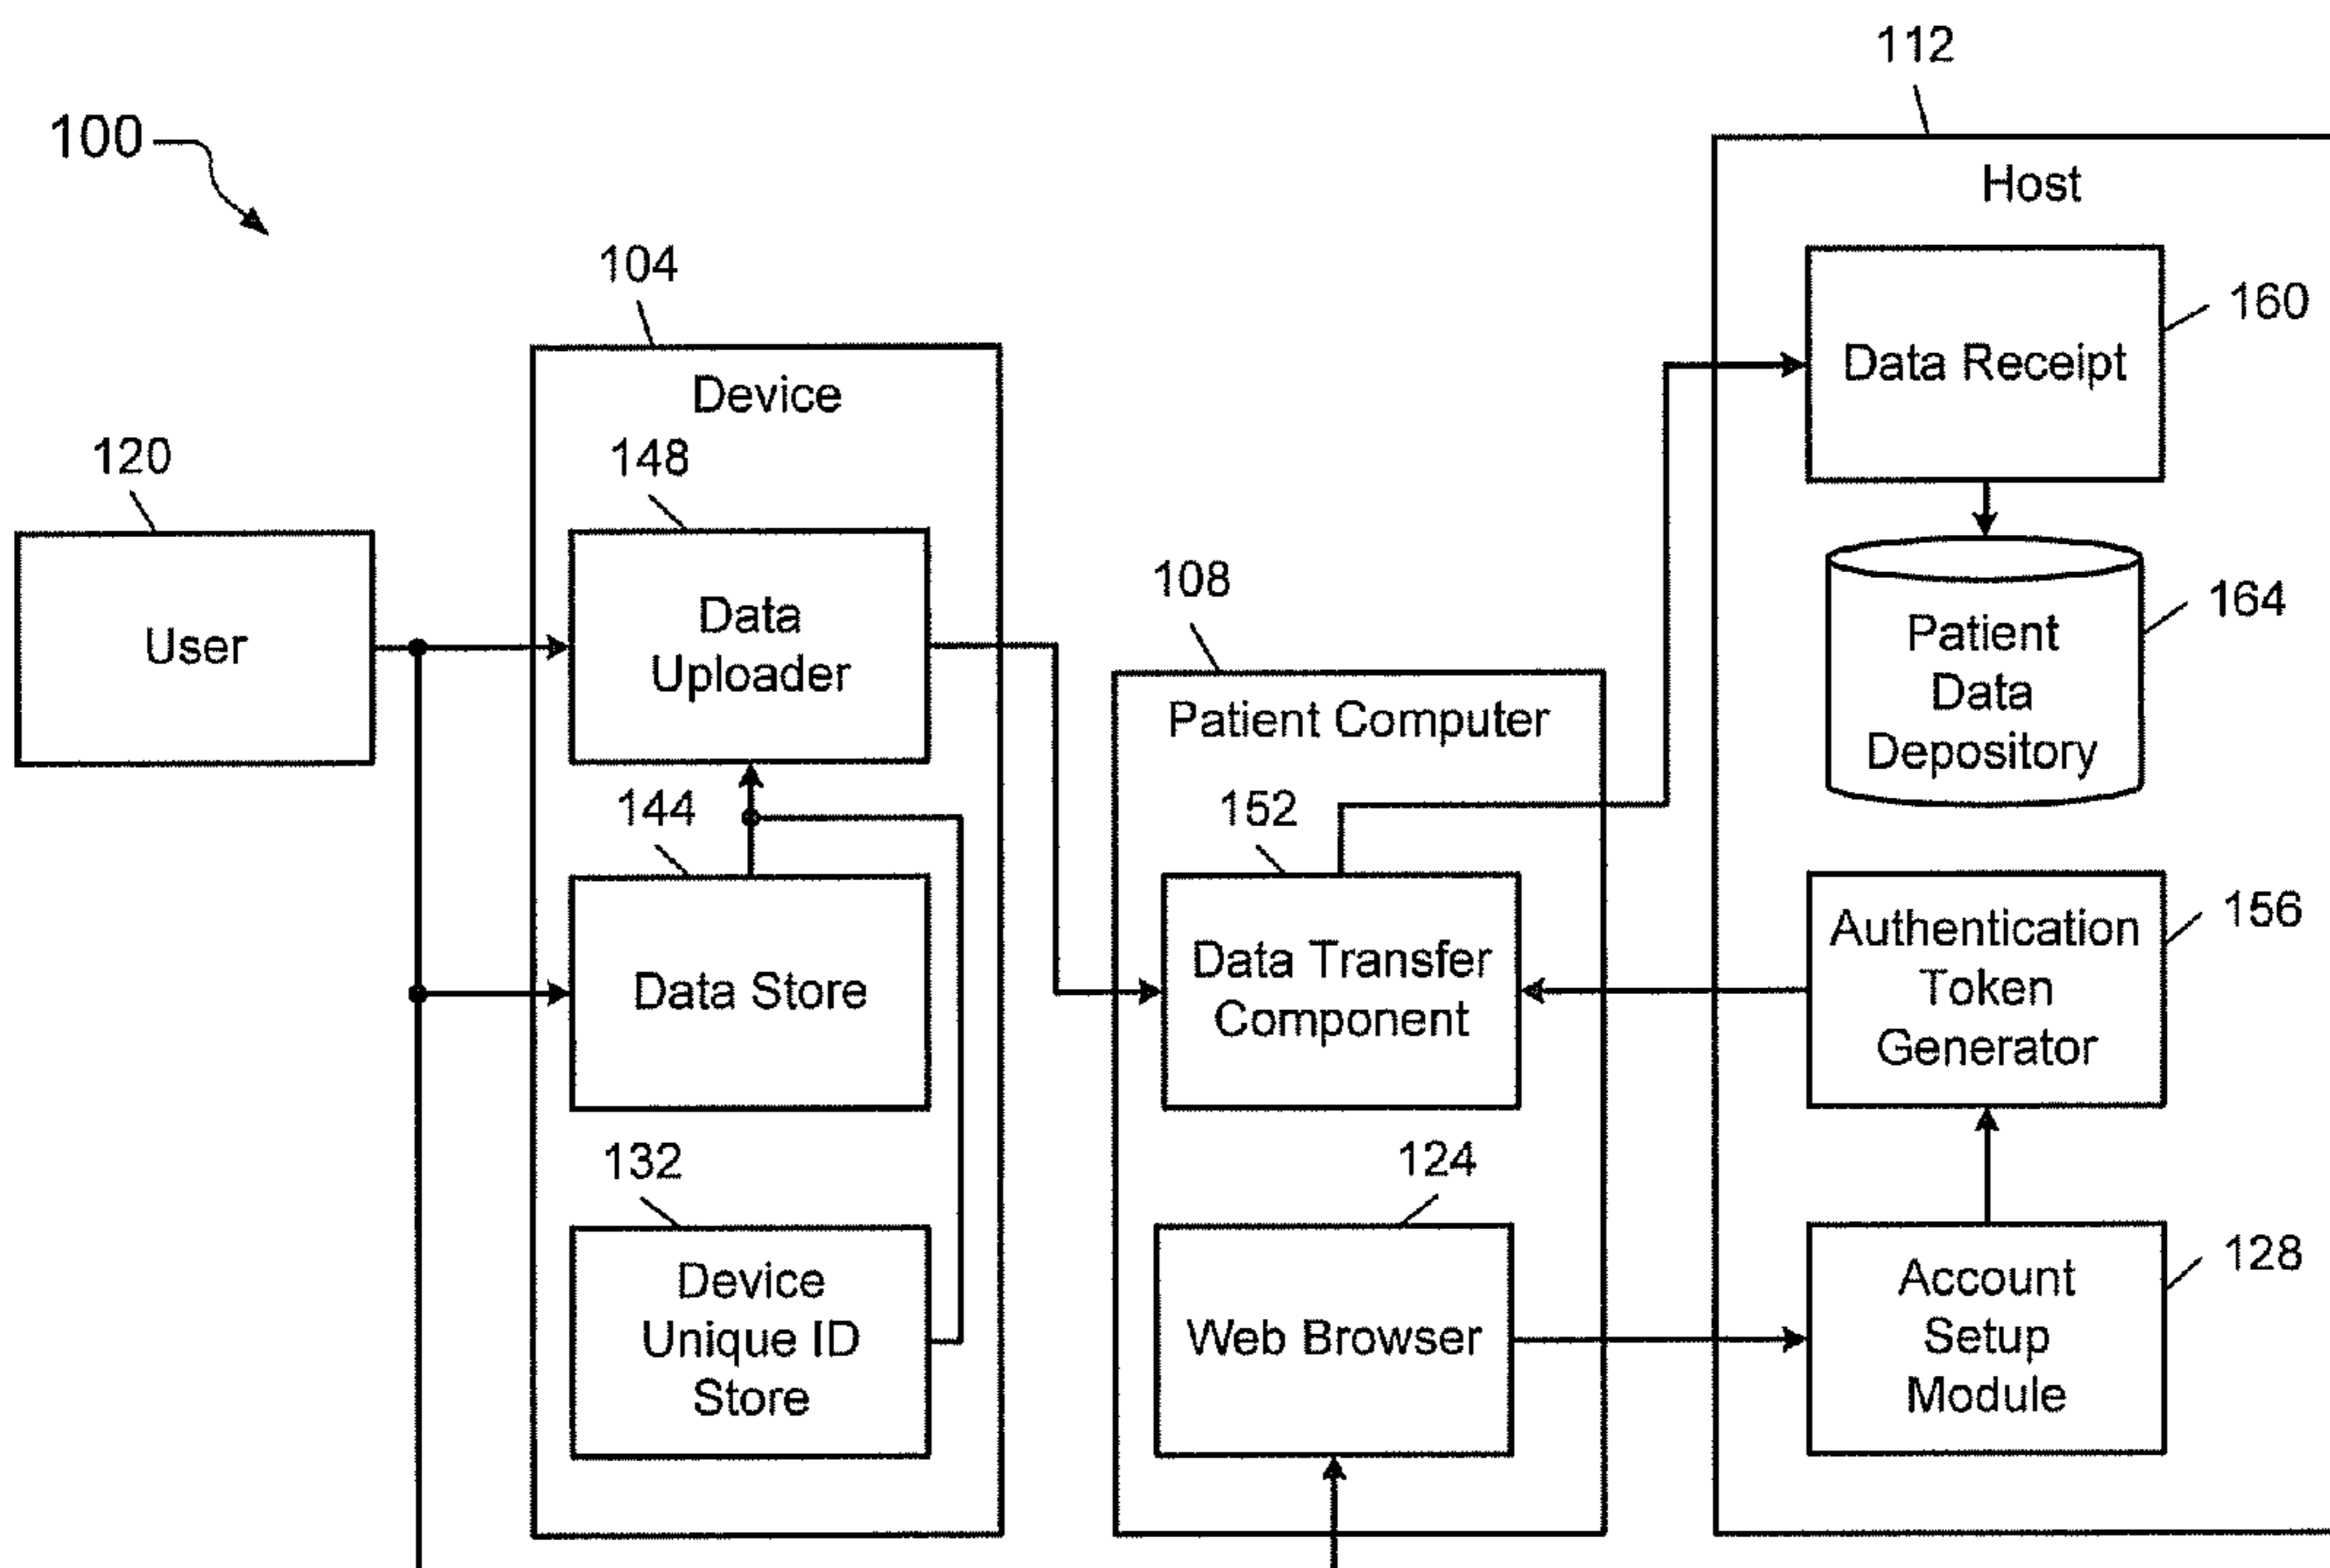 112
100
Host
104
160
Device
Data Receipt
120
148
108
164
Data
Uploader
User
Patient
Data
Depository
Patient Computer
144
152
156
Authentication
Token
Generator
Data Transfer
Component
Data Store
132
124
128
Device
Unique ID
Store
Web Browser
Account
Setup
Module